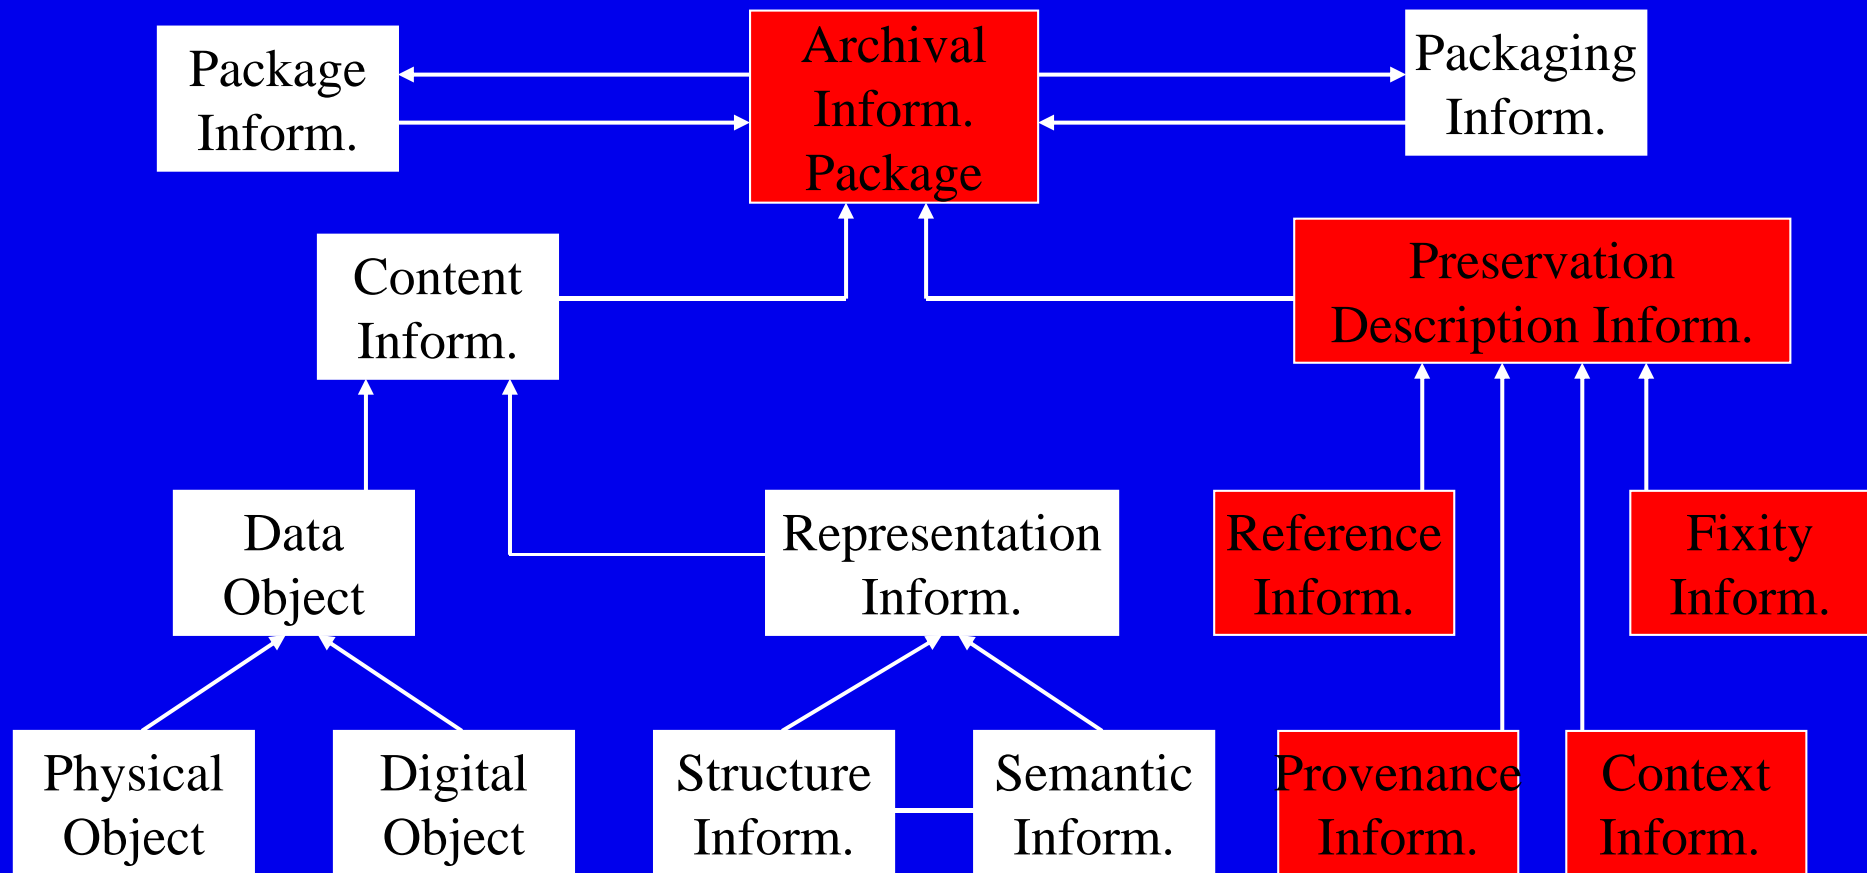 Package
Inform.
Archival
Inform.
Package
Packaging
Inform.
Content
Inform.
Preservation
Description Inform.
Data
Object
Representation
Inform.
Reference
Inform.
Fixity
Inform.
Physical
Object
Digital
Object
Structure
Inform.
Semantic
Inform.
Provenance
Inform.
Context
Inform.